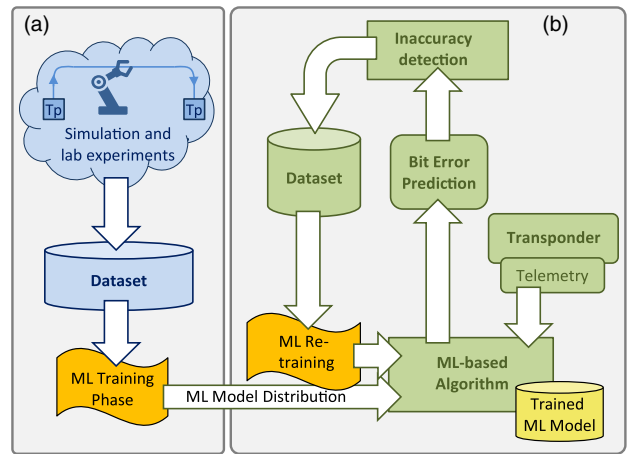 (a)
Tp
Tp
Simulation and
lab experiments
Dataset
ML Training
Phase
ML Model Distribution
(b)
Inaccuracy
detection
Dataset
Bit Error
Prediction
Transponder
Telemetry
ML Re-
training
ML-based
Algorithm
Trained
ML Model